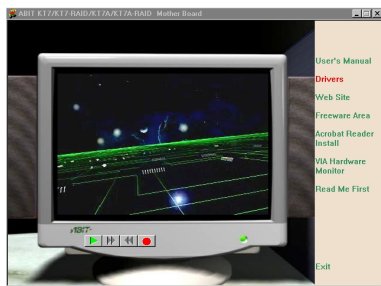 ABIT KT7/KT7-RAID/KT7A/KT7A-RAID Mother Board
User's Manual
Drivers
Web Site
Freeware Area
Acrobat Reader
Install
VIA Hardware
Monitor
Read Me First
ABIT
Exit